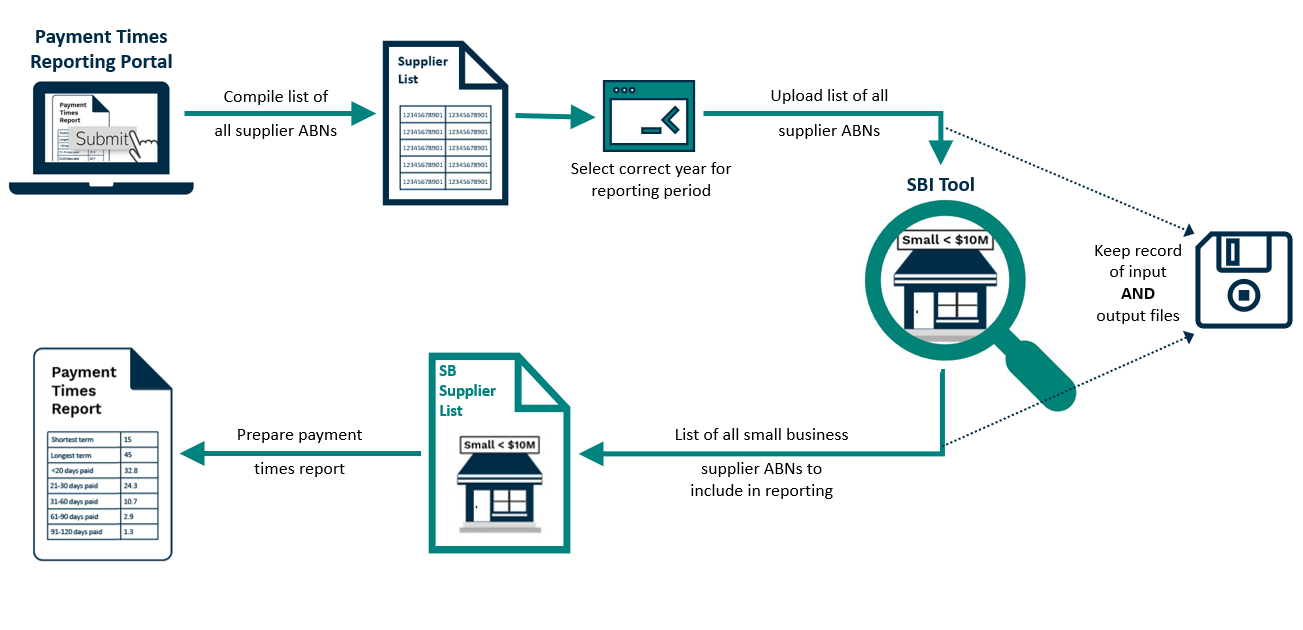 Payment Times
Reporting Portal
Payment
Times
Report
Submit
Compile list of
all supplier ABNs
Supplier
List
12345678901 12345678901
12345678901 12345678901
12345678901 12345678901
12345678901 12345678901
12345678901 12345678901
Select correct year for
reporting period
Upload list of all
supplier ABNs
SBI Tool
Small < $10M
Keep record
of input
AND
output files
List of all small business
supplier ABNs to
include in reporting
SB
Supplier
List
Small < $10M
Prepare payment
times report
Payment
Times
Report
Shortest term 15
Longest term 45
<20 days paid 32.8
21-30 days paid 24.3
31-60 days paid 10.7
61-90 days paid 2.9
91-120 days paid 1.3